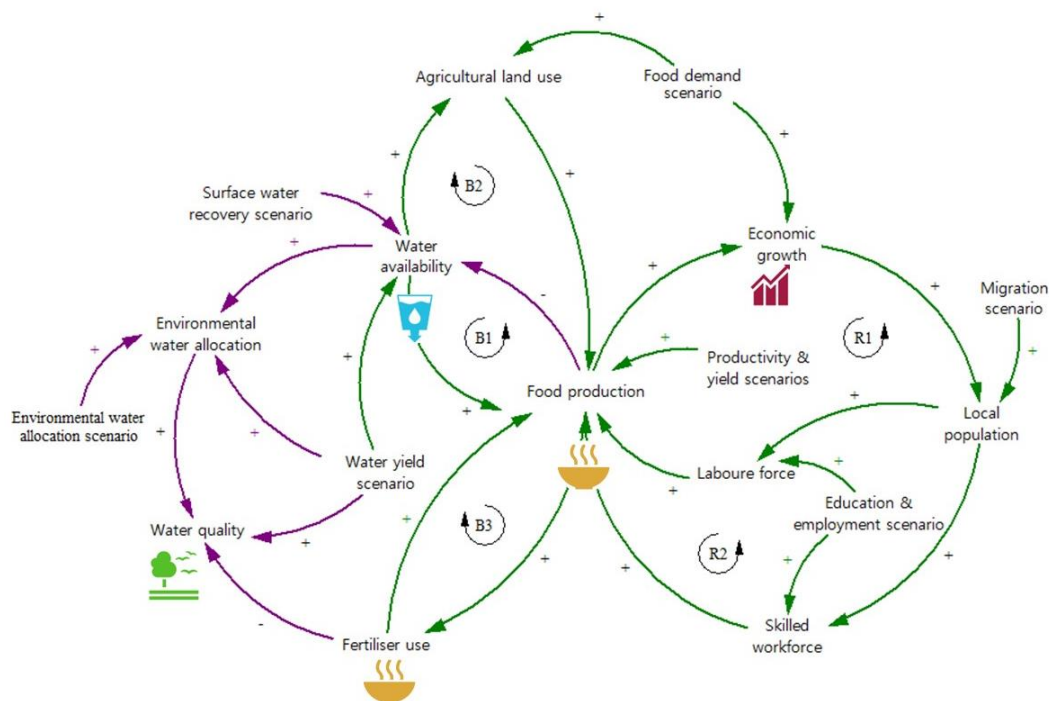 +
Agricultural land use
Food demand
scenario
+
+
+
B2
+
Surface water
recovery scenario
+
+
Water
availability
Economic
growth
+
-
+
Migration
scenario
Environmental
water allocation
+
+
B1
+
R1
+
Productivity &
yield scenarios
Food production
+
Environmental water
allocation scenario
+
+
Water yield
scenario
+
Local
population
Laboure force
+
+
Education &
employment scenario
Water quality
+
+
B3
R2
+
+
+
+
-
Fertiliser use
Skilled
workforce